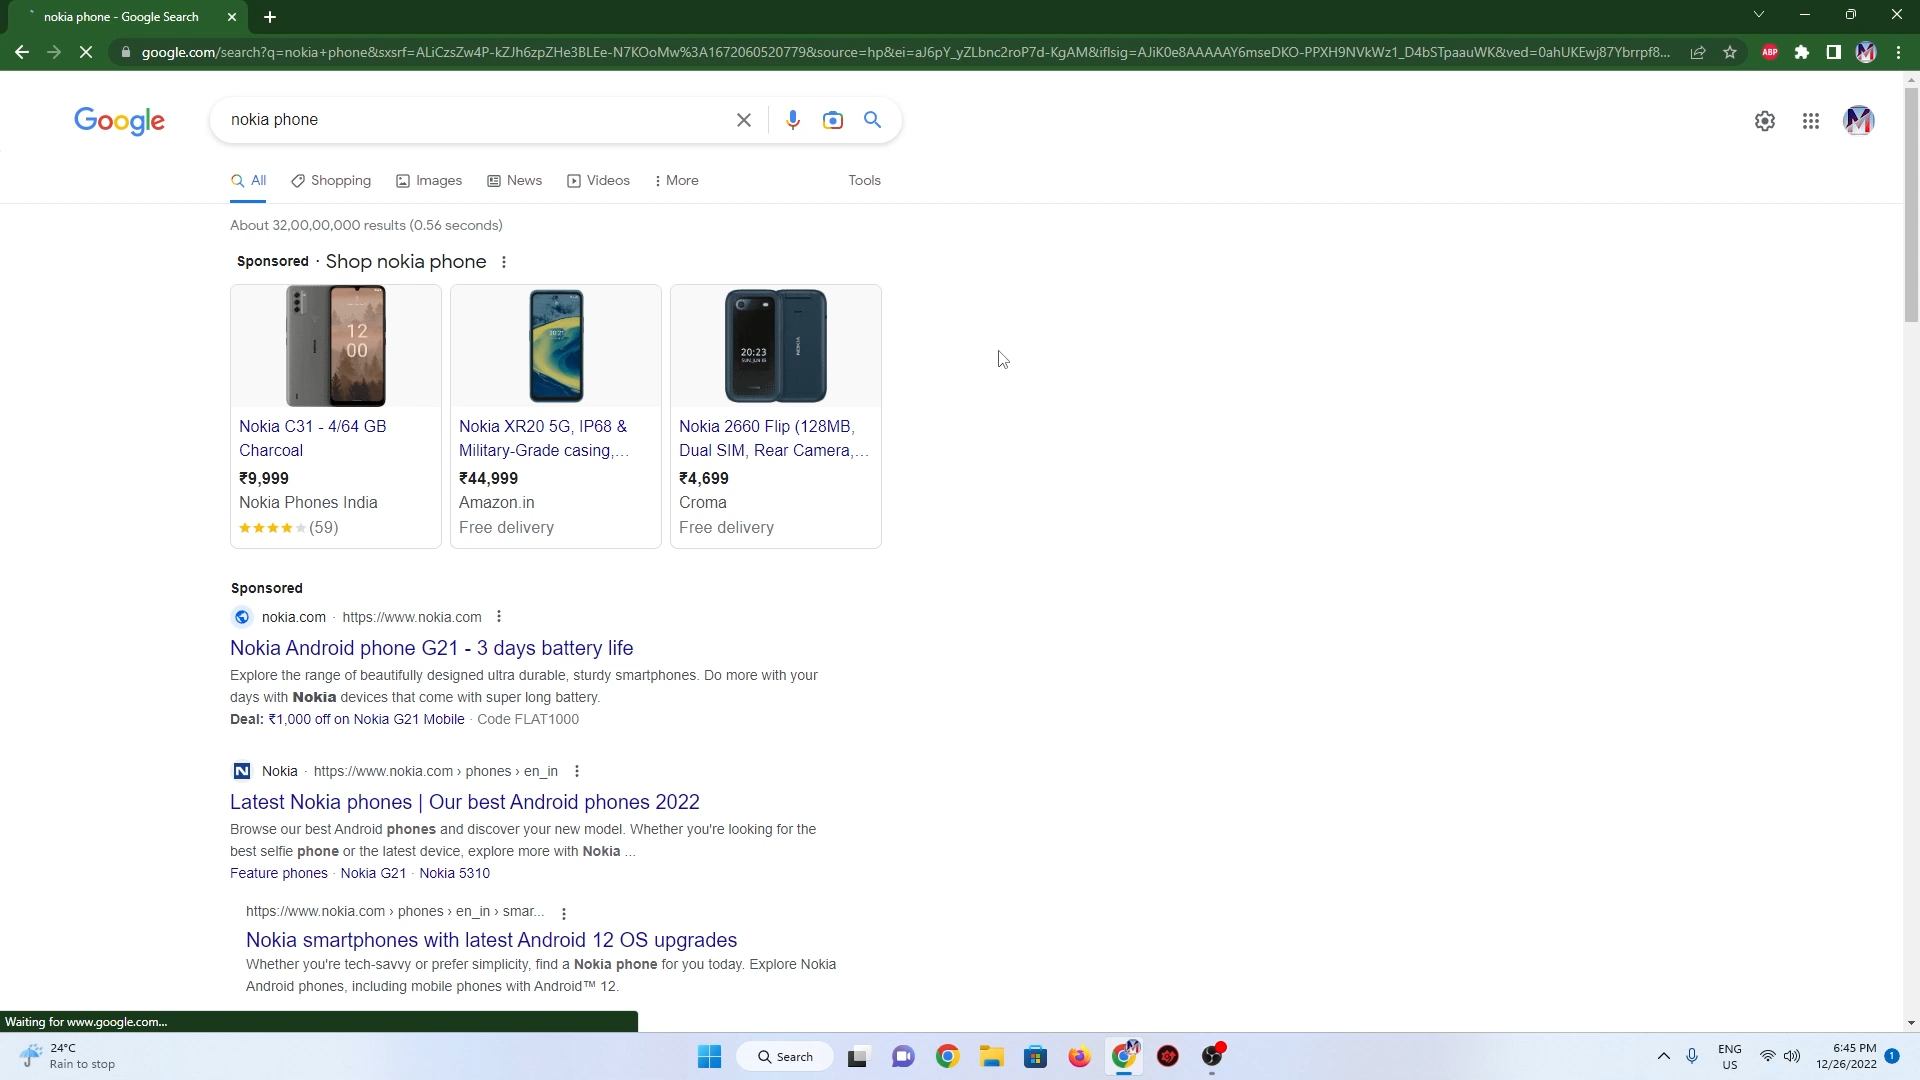 nokia phone - Google Search
google.com/search?q=nokia+phone&sxsrf=ALiCzsZw4P-kZJh6zpZHe3BLEe-N7KOoMw%3A1672060520779&source=hp&ei=aJ6pY_yZLbnc2roP7d-KgAM&iflsig=AJiK0e8AAAAAY6mseDKO-PPXH9NVkWz1_D4bSTpaauWK&ved=0ahUKEwj87Ybrrpf8...
ABP
Google
nokia phone
All Shopping Images News Videos More Tools
About 32,00,00,000 results (0.56 seconds)
Sponsored · Shop nokia phone
12
00
20:23
NOKIA
Nokia C31 - 4/64 GB
Charcoal
₹9,999
Nokia Phones India
(59)
Nokia XR20 5G, IP68 &
Military-Grade casing,...
₹44,999
Amazon.in
Free delivery
Nokia 2660 Flip (128MB,
Dual SIM, Rear Camera,...
₹4,699
Croma
Free delivery
Sponsored
nokia.com · https://www.nokia.com
Nokia Android phone G21 - 3 days battery life
Explore the range of beautifully designed ultra durable, sturdy smartphones. Do more with your
days with Nokia devices that come with super long battery.
Deal: ₹1,000 off on Nokia G21 Mobile · Code FLAT1000
N Nokia · https://www.nokia.com › phones › en_in
Latest Nokia phones | Our best Android phones 2022
Browse our best Android phones and discover your new model. Whether you're looking for the
best selfie phone or the latest device, explore more with Nokia ...
Feature phones · Nokia G21 · Nokia 5310
https://www.nokia.com › phones › en_in › smar...
Nokia smartphones with latest Android 12 OS upgrades
Whether you're tech-savvy or prefer simplicity, find a Nokia phone for you today. Explore Nokia
Android phones, including mobile phones with Android™ 12.
Waiting for www.google.com...
24°C
Rain to stop
Search
ENG
US
6:45 PM
12/26/2022
1